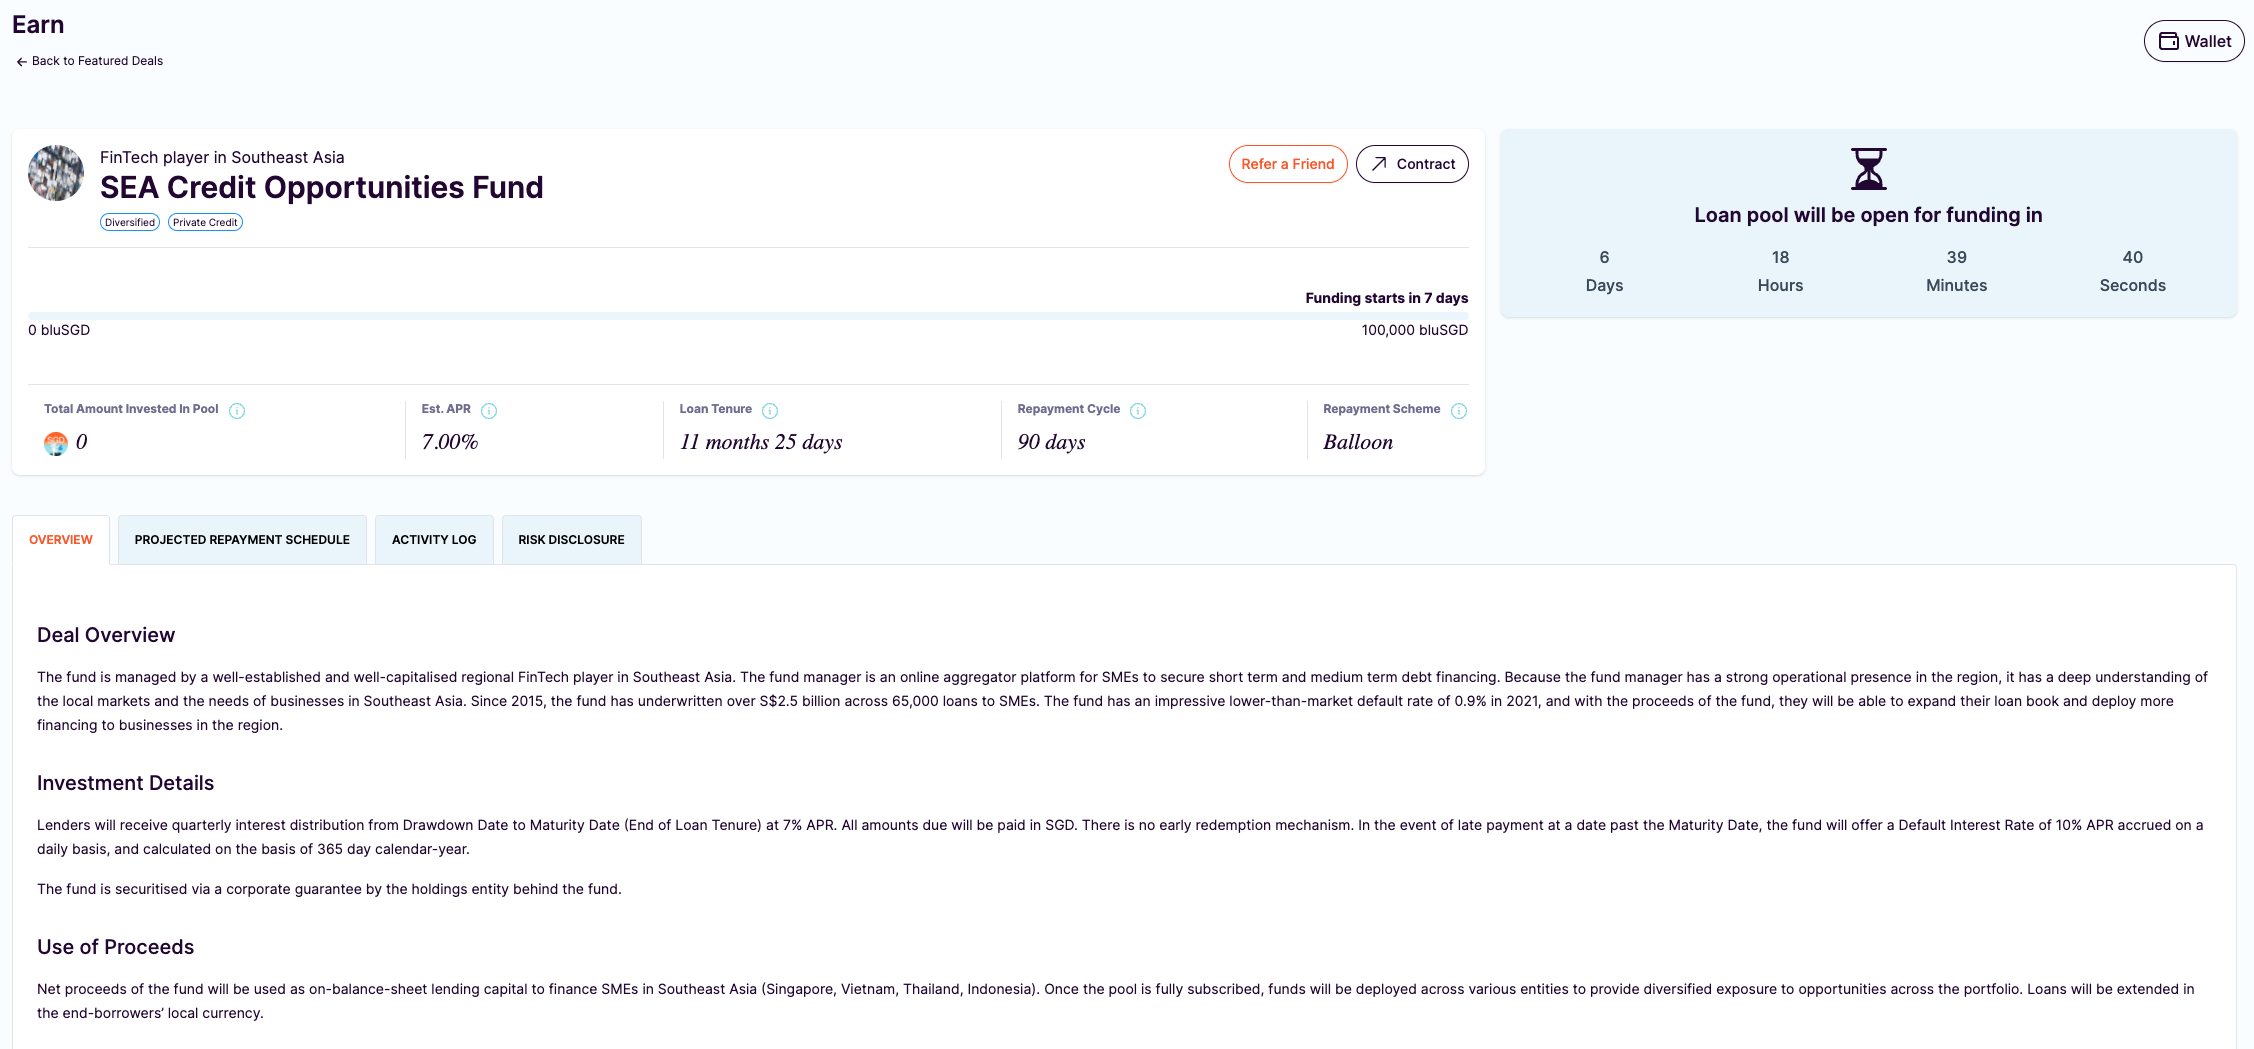 Earn
Back to Featured Deals
Wallet
FinTech player in Southeast Asia
SEA Credit Opportunities Fund
Diversified Private Credit
Refer a Friend
Contract
Funding starts in 7 days
0 bluSGD 100,000 bluSGD
Total Amount Invested In Pool
0
Est. APR
7.00%
Loan Tenure
11 months 25 days
Repayment Cycle
90 days
Repayment Scheme
Balloon
Loan pool will be open for funding in
6 18 39 40
Days Hours Minutes Seconds
OVERVIEW PROJECTED REPAYMENT SCHEDULE ACTIVITY LOG RISK DISCLOSURE
Deal Overview
The fund is managed by a well-established and well-capitalised regional FinTech player in Southeast Asia. The fund manager is an online aggregator platform for SMEs to secure short term and medium term debt financing. Because the fund manager has a strong operational presence in the region, it has a deep understanding of
the local markets and the needs of businesses in Southeast Asia. Since 2015, the fund has underwritten over S$2.5 billion across 65,000 loans to SMEs. The fund has an impressive lower-than-market default rate of 0.9% in 2021, and with the proceeds of the fund, they will be able to expand their loan book and deploy more
financing to businesses in the region.
Investment Details
Lenders will receive quarterly interest distribution from Drawdown Date to Maturity Date (End of Loan Tenure) at 7% APR. All amounts due will be paid in SGD. There is no early redemption mechanism. In the event of late payment at a date past the Maturity Date, the fund will offer a Default Interest Rate of 10% APR accrued on a
daily basis, and calculated on the basis of 365 day calendar-year.
The fund is securitised via a corporate guarantee by the holdings entity behind the fund.
Use of Proceeds
Net proceeds of the fund will be used as on-balance-sheet lending capital to finance SMEs in Southeast Asia (Singapore, Vietnam, Thailand, Indonesia). Once the pool is fully subscribed, funds will be deployed across various entities to provide diversified exposure to opportunities across the portfolio. Loans will be extended in
the end-borrowers’ local currency.